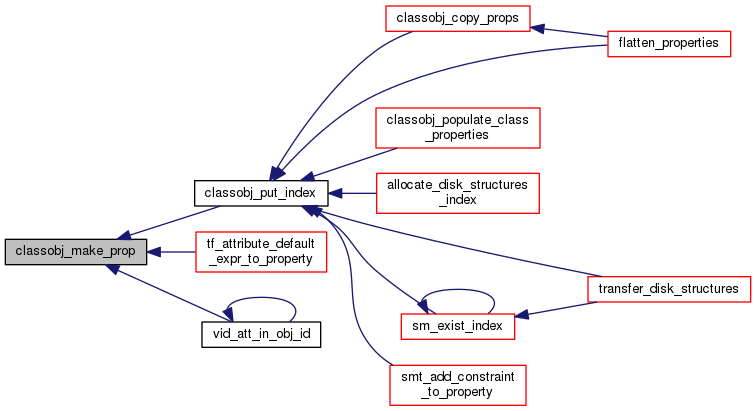 classobj_copy_props
flatten_properties
classobj_populate_class
_properties
classobj_put_index
allocate_disk_structures
_index
classobj_make_prop
tf_attribute_default
_expr_to_property
transfer_disk_structures
vid_att_in_obj_id
sm_exist_index
smt_add_constraint
_to_property